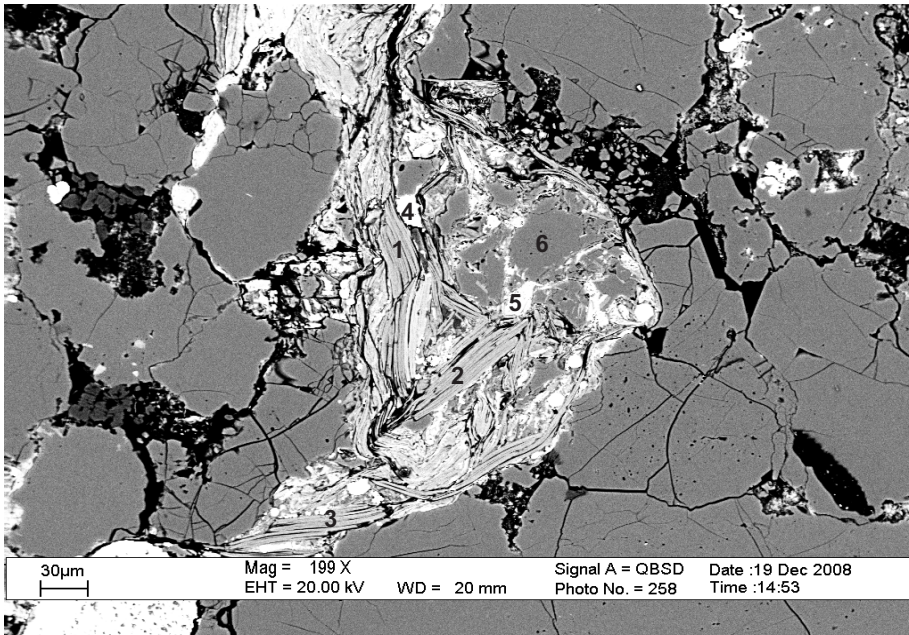 4
1
6
5
2
3
30µm
Mag = 199 X
EHT = 20.00 kV
WD = 20 mm
Signal A = QBSD
Photo No. = 258
Date :19 Dec 2008
Time :14:53